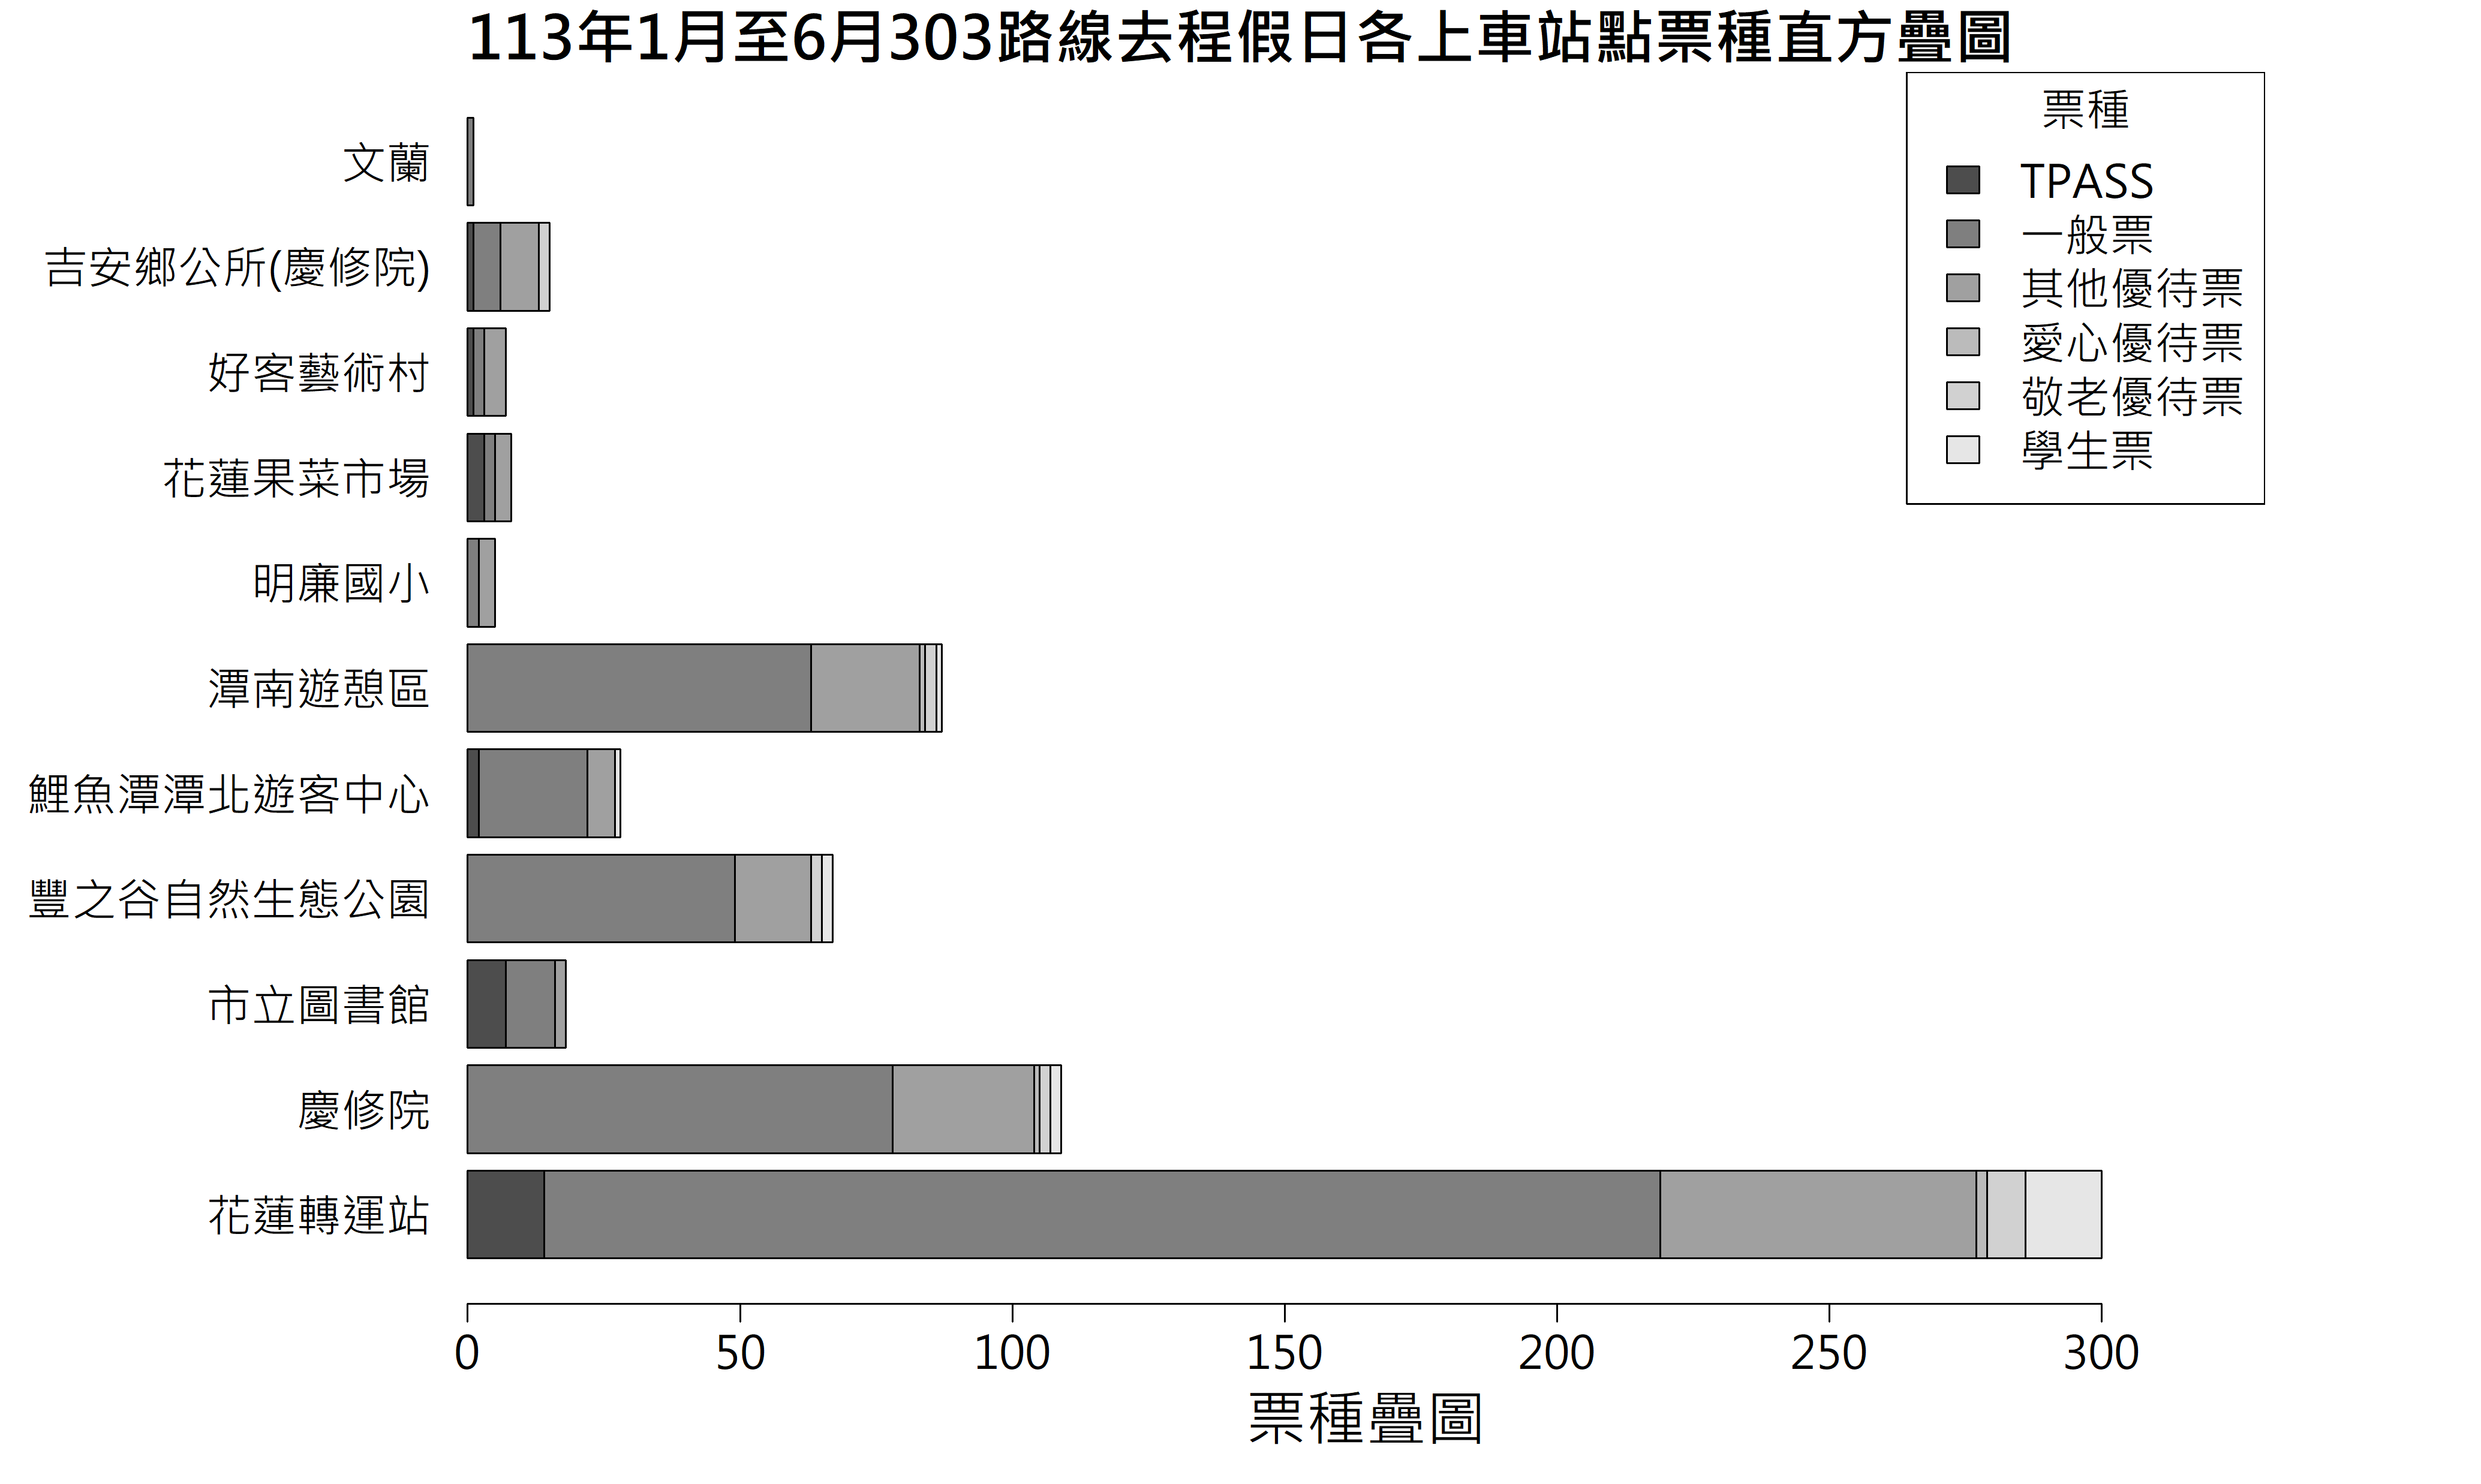 113年1月至6月303路線去程假日各上車站點票種直方疊圖
票種
TPASS
一般票
其他優待票
愛心優待票
敬老優待票
學生票
文蘭
吉安鄉公所(慶修院)
好客藝術村
花蓮果菜市場
明廉國小
潭南遊憩區
鯉魚潭潭北遊客中心
豐之谷自然生態公園
市立圖書館
慶修院
花蓮轉運站
0 50 100 150 200 250 300
票種疊圖